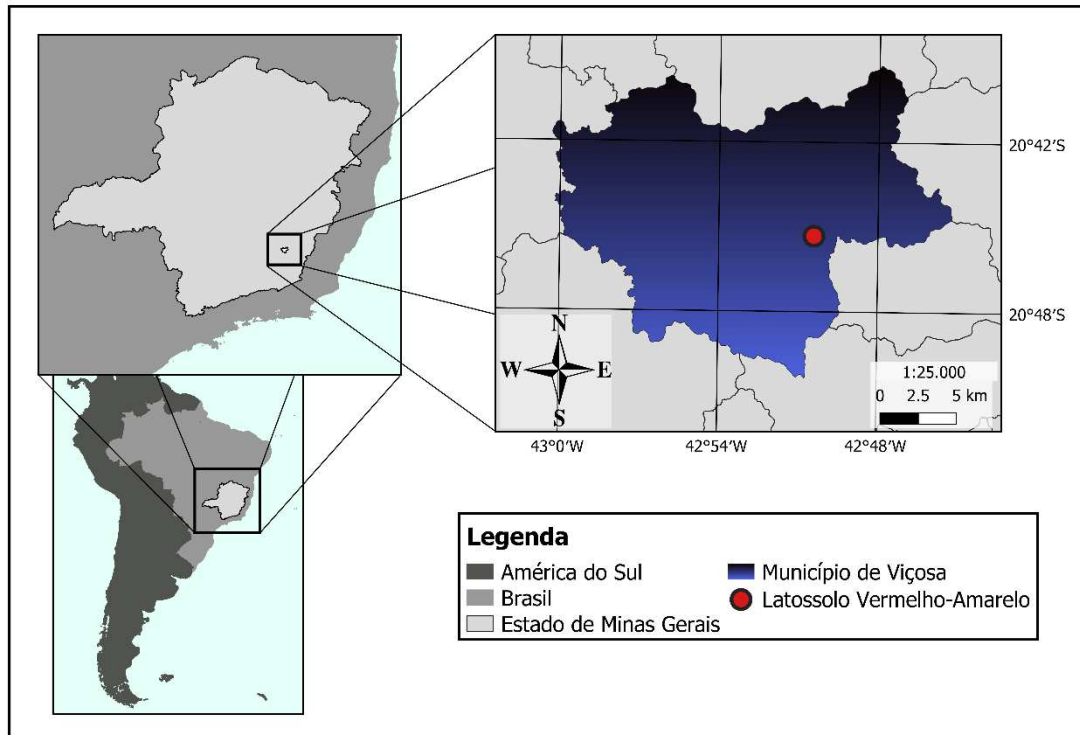 20°42'S
20°48'S
N
W E
S
1:25.000
0 2.5 5 km
43°0'W 42°54'W 42°48'W
Legenda
América do Sul
Brasil
Estado de Minas Gerais
Município de Viçosa
Latossolo Vermelho-Amarelo